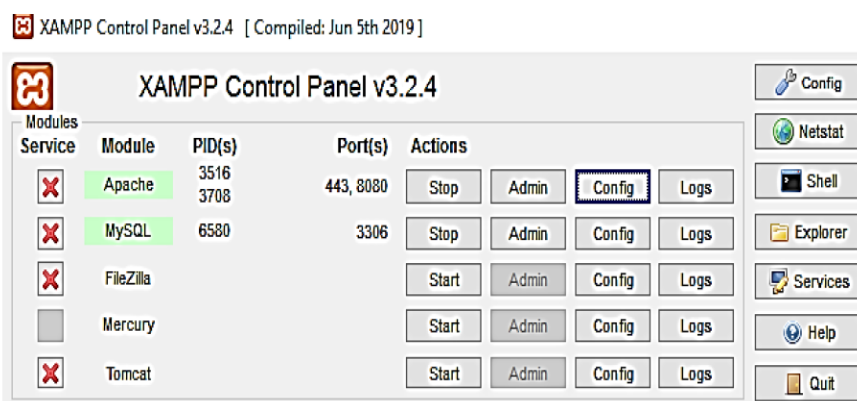 XAMPP Control Panel v3.2.4 [ Compiled: Jun 5th 2019 ]
XAMPP Control Panel v3.2.4
Config
Modules
Service Module PID(s) Port(s) Actions
Netstat
Apache 3516 3708 443, 8080 Stop Admin Config Logs
Shell
MySQL 6580 3306 Stop Admin Config Logs
Explorer
FileZilla Start Admin Config Logs
Services
Mercury Start Admin Config Logs
Help
Tomcat Start Admin Config Logs
Quit